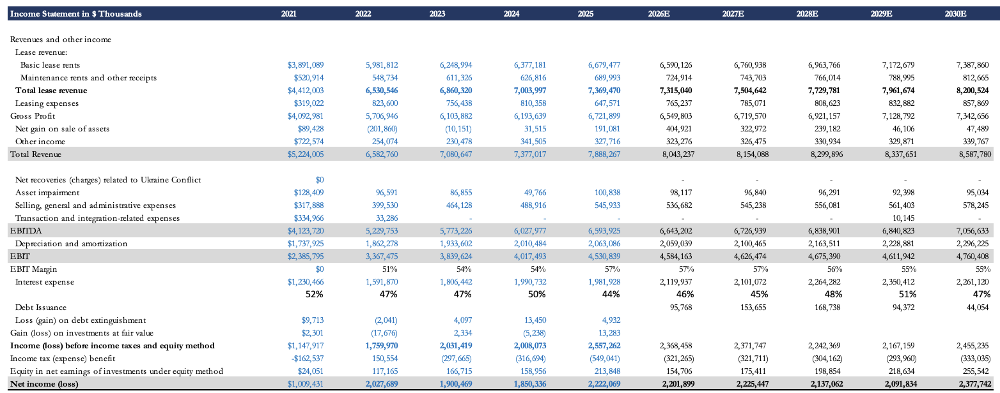 Income Statement in $ Thousands 2021 2022 2023 2024 2025 2026E 2027E 2028E 2029E 2030E
Revenues and other income
Lease revenue:
Basic lease rents $3,891,089 5,981,812 6,248,994 6,377,181 6,679,477 6,590,126 6,760,938 6,963,766 7,172,679 7,387,860
Maintenance rents and other receipts $520,914 548,734 611,326 626,816 689,993 724,914 743,703 766,014 788,995 812,665
Total lease revenue $4,412,003 6,530,546 6,860,320 7,003,997 7,369,470 7,315,040 7,504,642 7,729,781 7,961,674 8,200,524
Leasing expenses $319,022 823,600 756,438 810,358 647,571 765,237 785,071 808,623 832,882 857,869
Gross Profit $4,092,981 5,706,946 6,103,882 6,193,639 6,721,899 6,549,803 6,719,570 6,921,157 7,128,792 7,342,656
Net gain on sale of assets $89,428 (201,860) (10,151) 31,515 191,081 404,921 322,972 239,182 46,106 47,489
Other income $722,574 254,074 230,478 341,505 327,716 323,276 326,475 330,934 329,871 339,767
Total Revenue $5,224,005 6,582,760 7,080,647 7,377,017 7,888,267 8,043,237 8,154,088 8,299,896 8,337,651 8,587,780
Net recoveries (charges) related to Ukraine Conflict $0 - - - - -
Asset impairment $128,409 96,591 86,855 49,766 100,838 98,117 96,840 96,291 92,398 95,034
Selling, general and administrative expenses $317,888 399,530 464,128 488,916 545,933 536,682 545,238 556,081 561,403 578,245
Transaction and integration-related expenses $334,966 33,286 - - - - - - 10,145 -
EBITDA $4,123,720 5,229,753 5,773,226 6,027,977 6,593,925 6,643,202 6,726,939 6,838,901 6,840,823 7,056,633
Depreciation and amortization $1,737,925 1,862,278 1,933,602 2,010,484 2,063,086 2,059,039 2,100,465 2,163,511 2,228,881 2,296,225
EBIT $2,385,795 3,367,475 3,839,624 4,017,493 4,530,839 4,584,163 4,626,474 4,675,390 4,611,942 4,760,408
EBIT Margin $0 51% 54% 54% 57% 57% 57% 56% 55% 55%
Interest expense $1,230,466 1,591,870 1,806,442 1,990,732 1,981,928 2,119,937 2,101,072 2,264,282 2,350,412 2,261,120
52% 47% 47% 50% 44% 46% 45% 48% 51% 47%
Debt Issuance 95,768 153,655 168,738 94,372 44,054
Loss (gain) on debt extinguishment $9,713 (2,041) 4,097 13,450 4,932
Gain (loss) on investments at fair value $2,301 (17,676) 2,334 (5,238) 13,283
Income (loss) before income taxes and equity method $1,147,917 1,759,970 2,031,419 2,008,073 2,557,262 2,368,458 2,371,747 2,242,369 2,167,159 2,455,235
Income tax (expense) benefit -$162,537 150,554 (297,665) (316,694) (549,041) (321,265) (321,711) (304,162) (293,960) (333,035)
Equity in net earnings of investments under equity method $24,051 117,165 166,715 158,956 213,848 154,706 175,411 198,854 218,634 255,542
Net income (loss) $1,009,431 2,027,689 1,900,469 1,850,336 2,222,069 2,201,899 2,225,447 2,137,062 2,091,834 2,377,742